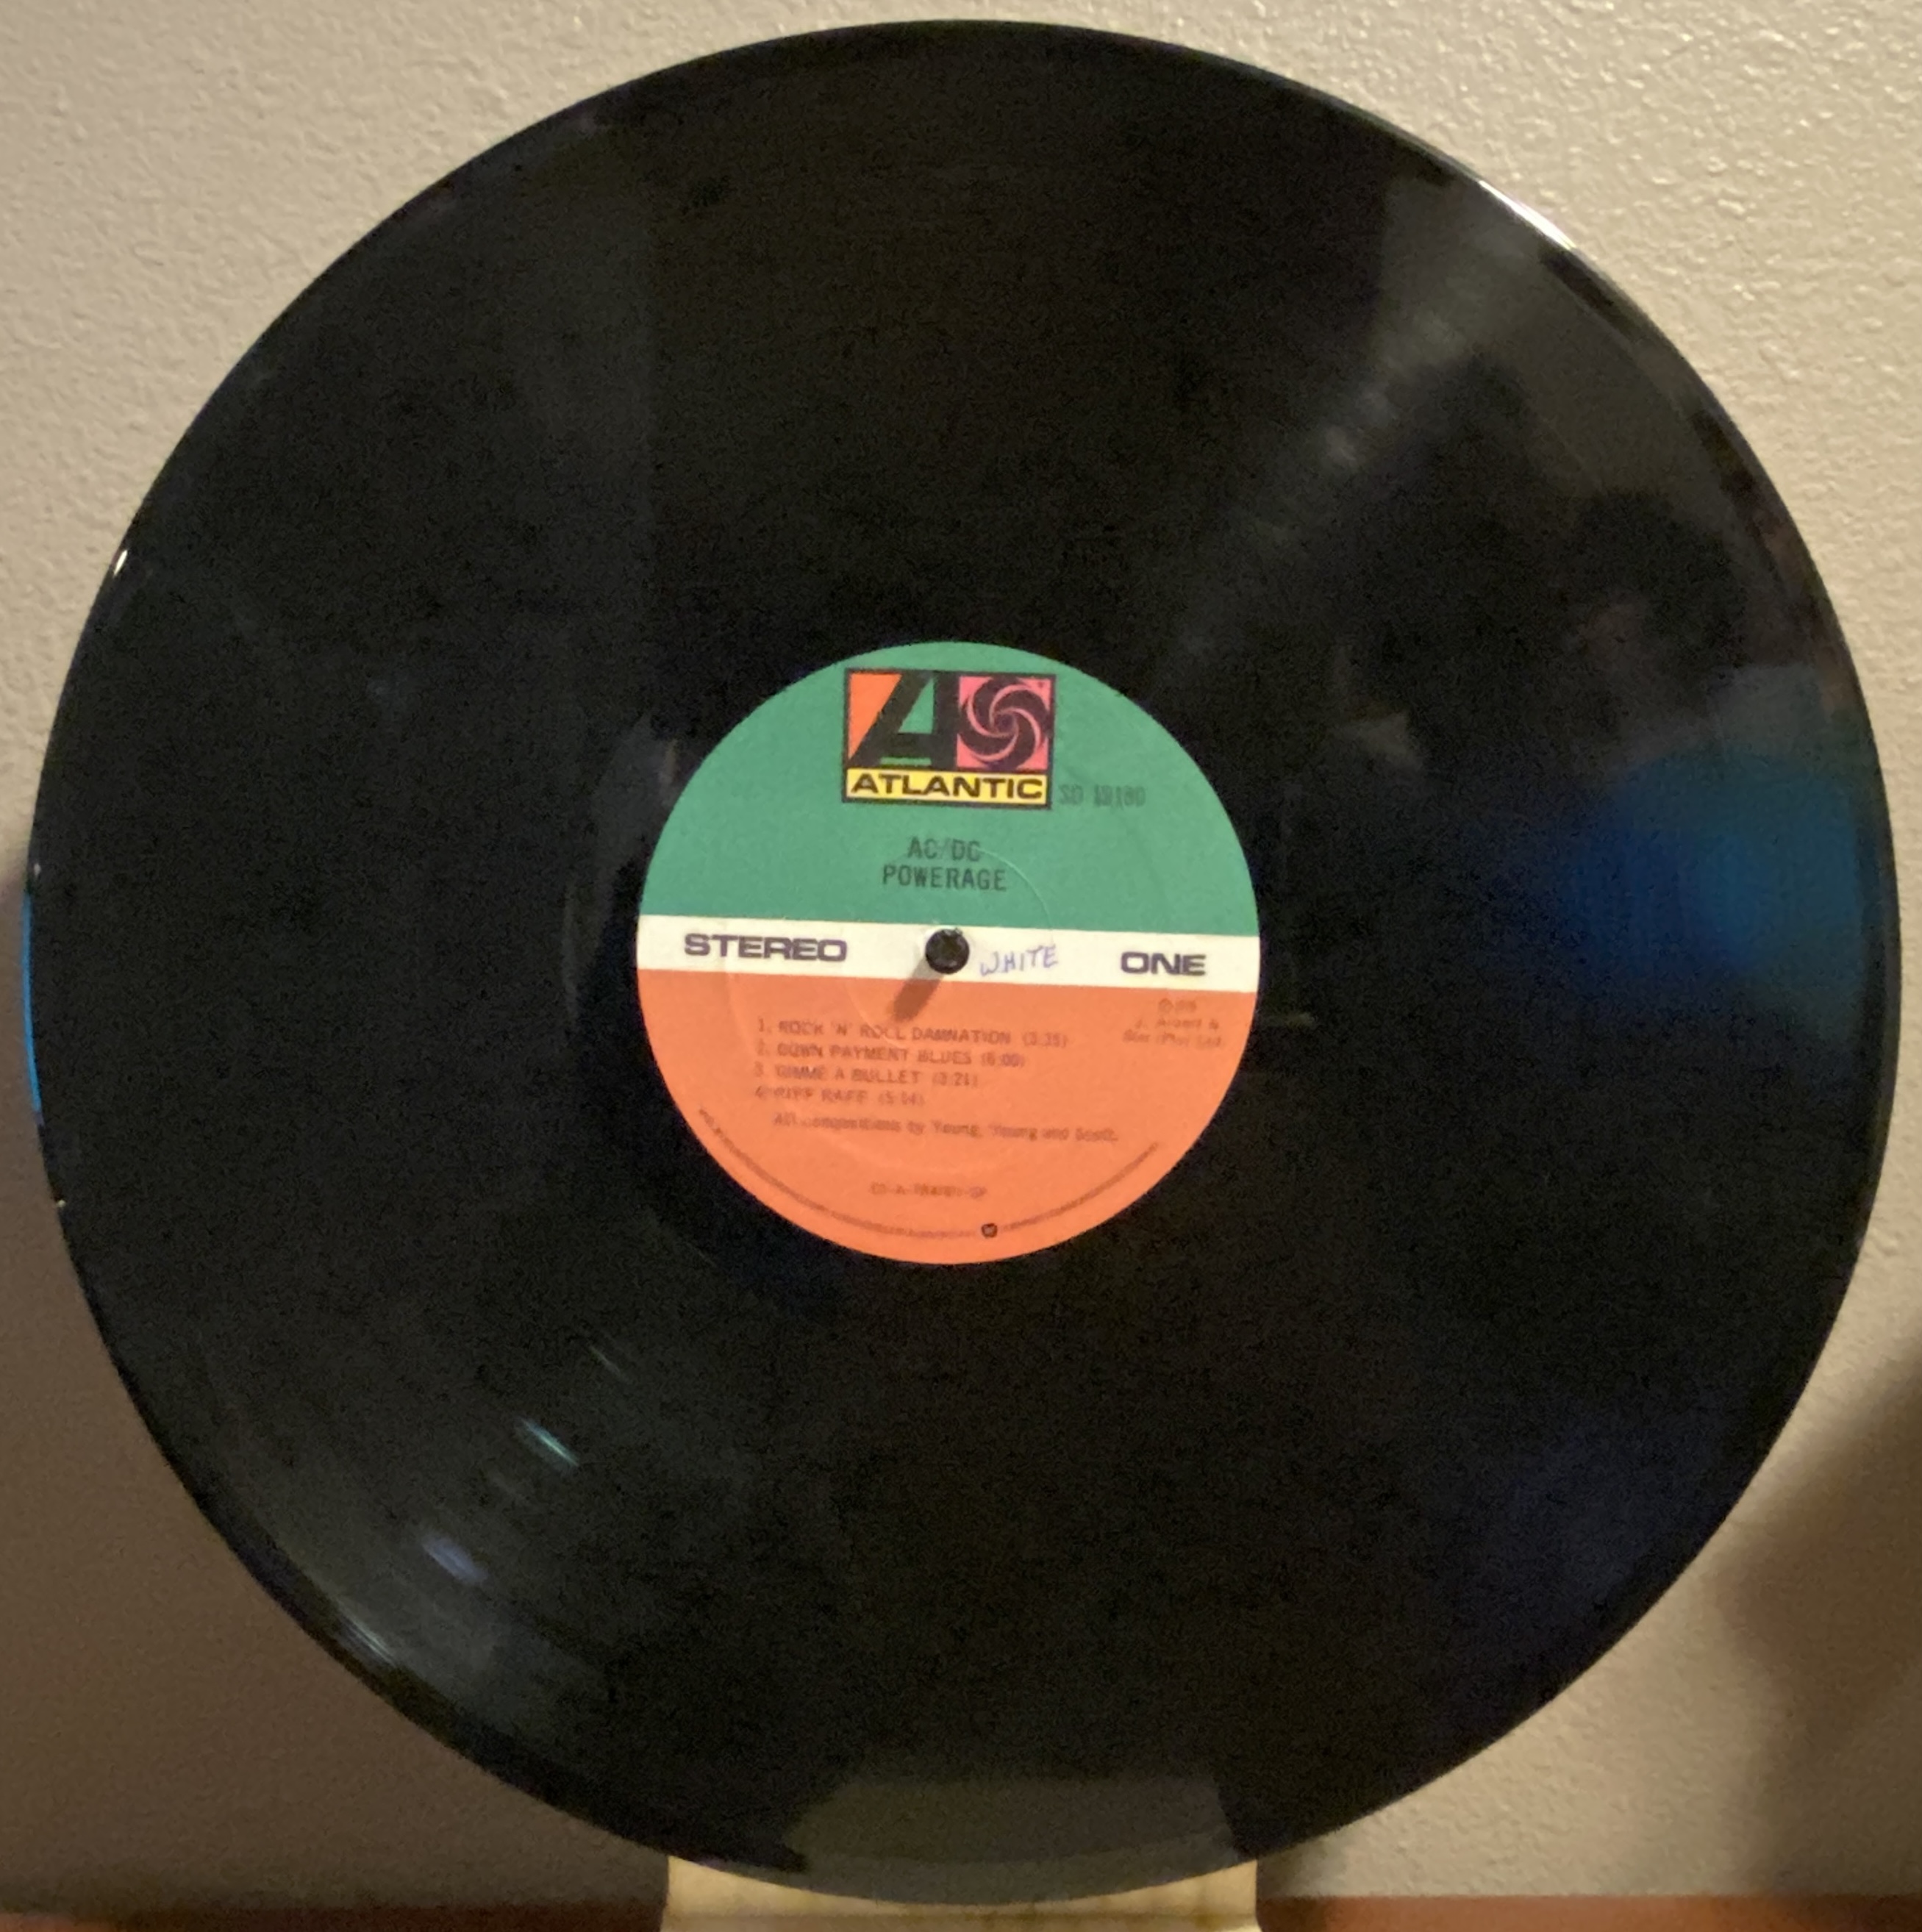 ATLANTIC
SD 19180
AC/DC
POWERAGE
STEREO WHITE ONE
1. ROCK 'N' ROLL DAMNATION (3:35)
2. DOWN PAYMENT BLUES (6:00)
3. GIMME A BULLET (3:21)
4. RIFF RAFF (5:14)
All compositions by Young, Young and Scott.